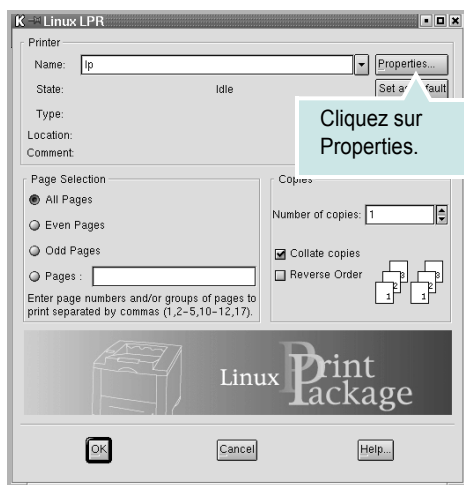 Linux LPR
Printer
Name: lp Properties...
State: Idle
Type:
Location:
Comment:
Cliquez sur
Properties.
Page Selection
All Pages
Even Pages
Odd Pages
Pages :
Enter page numbers and/or groups of pages to
print separated by commas (1,2-5,10-12,17).
Copies
Number of copies: 1
Collate copies
Reverse Order
Linux Print
Package
OK Cancel Help...